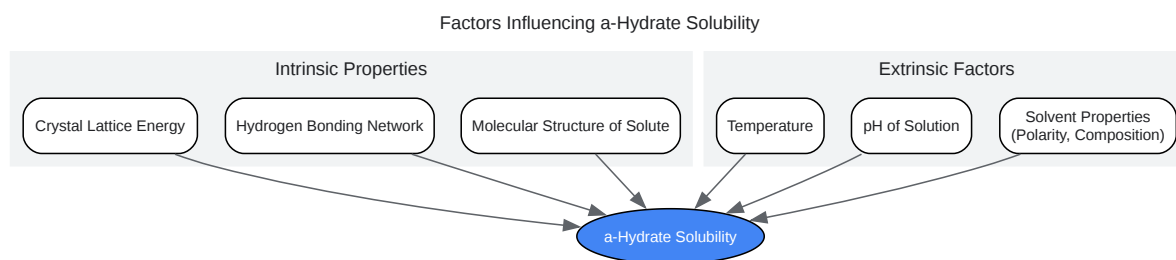 Factors Influencing a-Hydrate Solubility
Intrinsic Properties
Extrinsic Factors
Crystal Lattice Energy
Hydrogen Bonding Network
Molecular Structure of Solute
Temperature
pH of Solution
Solvent Properties
(Polarity, Composition)
a-Hydrate Solubility